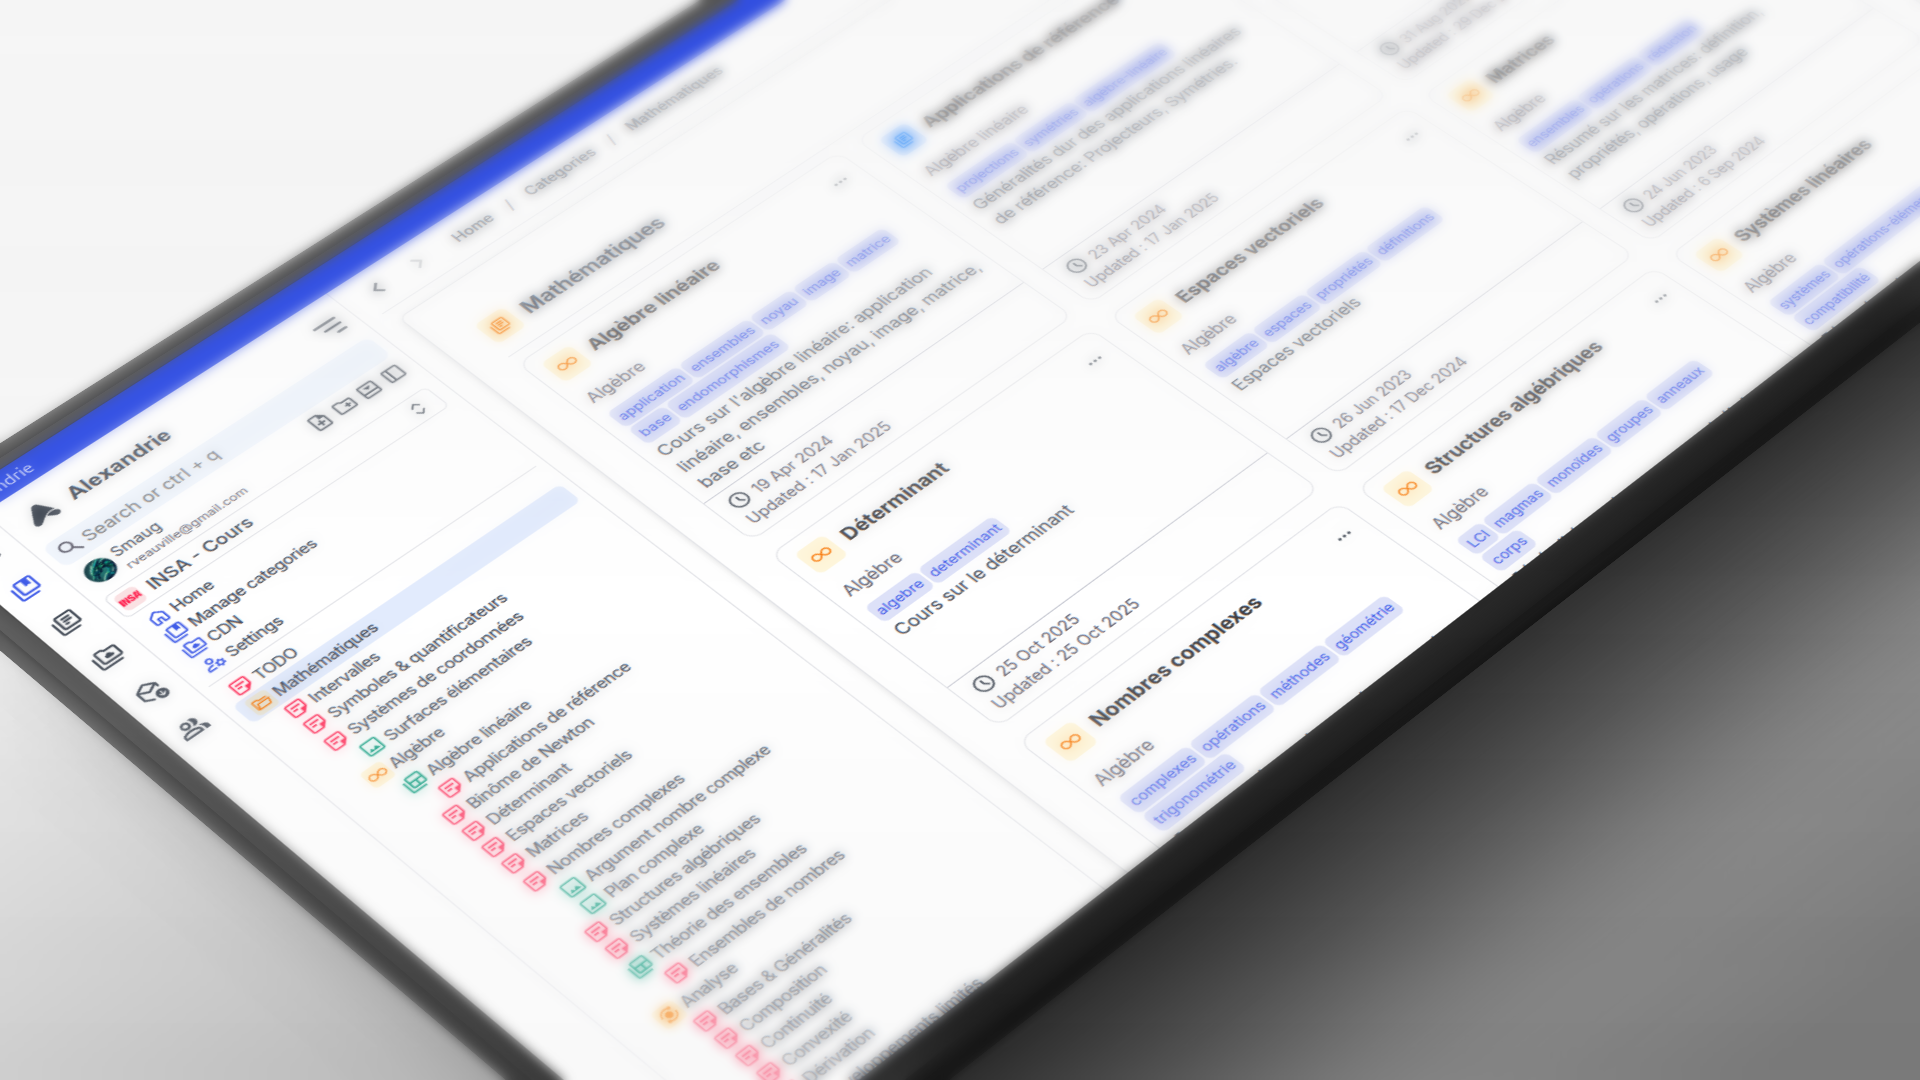 ndrie
Alexandrie
Search or ctrl + q
Smaug
rveauville@gmail.com
INSA
INSA - Cours
Home
Manage categories
CDN
Settings
TODO
Mathématiques
Intervalles
Symboles & quantificateurs
Systèmes de coordonnées
Surfaces élémentaires
Algèbre
Algèbre linéaire
Applications de référence
Binôme de Newton
Déterminant
Espaces vectoriels
Matrices
Nombres complexes
Argument nombre complexe
Plan complexe
Structures algébriques
Systèmes linéaires
Théorie des ensembles
Ensembles de nombres
Analyse
Bases & Généralités
Composition
Continuité
Convexité
Dérivation
eloppements limités
Home / Categories / Mathématiques
Mathématiques
Algèbre linéaire
Algèbre
application ensembles noyau image matrice
base endomorphismes
Cours sur l'algèbre linéaire: application
linéaire, ensembles, noyau, image, matrice,
base etc
19 Apr 2024
Updated : 17 Jan 2025
Applications de référence
Algèbre linéaire
projections symétries
Généralités dur des applications linéaires
de référence: Projecteurs, Symétries.
23 Apr 2024
Updated : 17 Jan 2025
Déterminant
Algèbre
algebre determinant
Cours sur le déterminant
25 Oct 2025
Updated : 25 Oct 2025
Espaces vectoriels
Algèbre
algèbre espaces propriétés définitions
Espaces vectoriels
26 Jun 2023
Updated : 17 Dec 2024
Matrices
Algèbre
ensembles opérations
Résumé sur les matrices: définition,
propriétés, opérations, usage
24 Jun 2023
Updated : 6 Sep 2024
Nombres complexes
Algèbre
complexes opérations méthodes géométrie
trigonométrie
Structures algébriques
Algèbre
LCI magmas monoïdes groupes anneaux
corps
Systèmes linéaires
Algèbre
systèmes
compatibilité